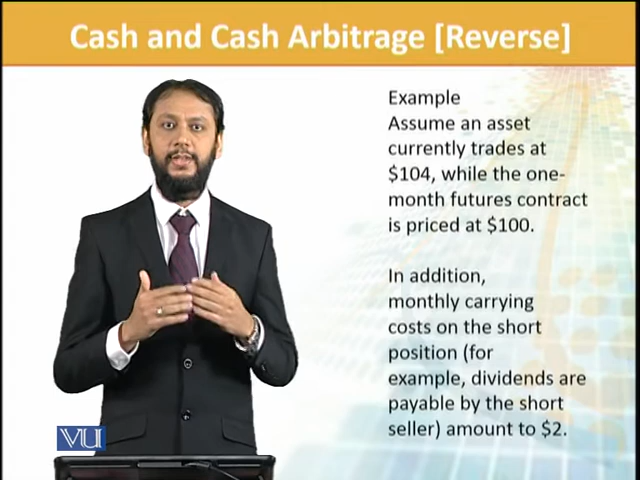 Cash and Cash Arbitrage [Reverse]
Example
Assume an asset
currently trades at
$104, while the one-
month futures contract
is priced at $100.
In addition,
monthly carrying
costs on the short
position (for
example, dividends are
payable by the short
seller) amount to $2.
VU